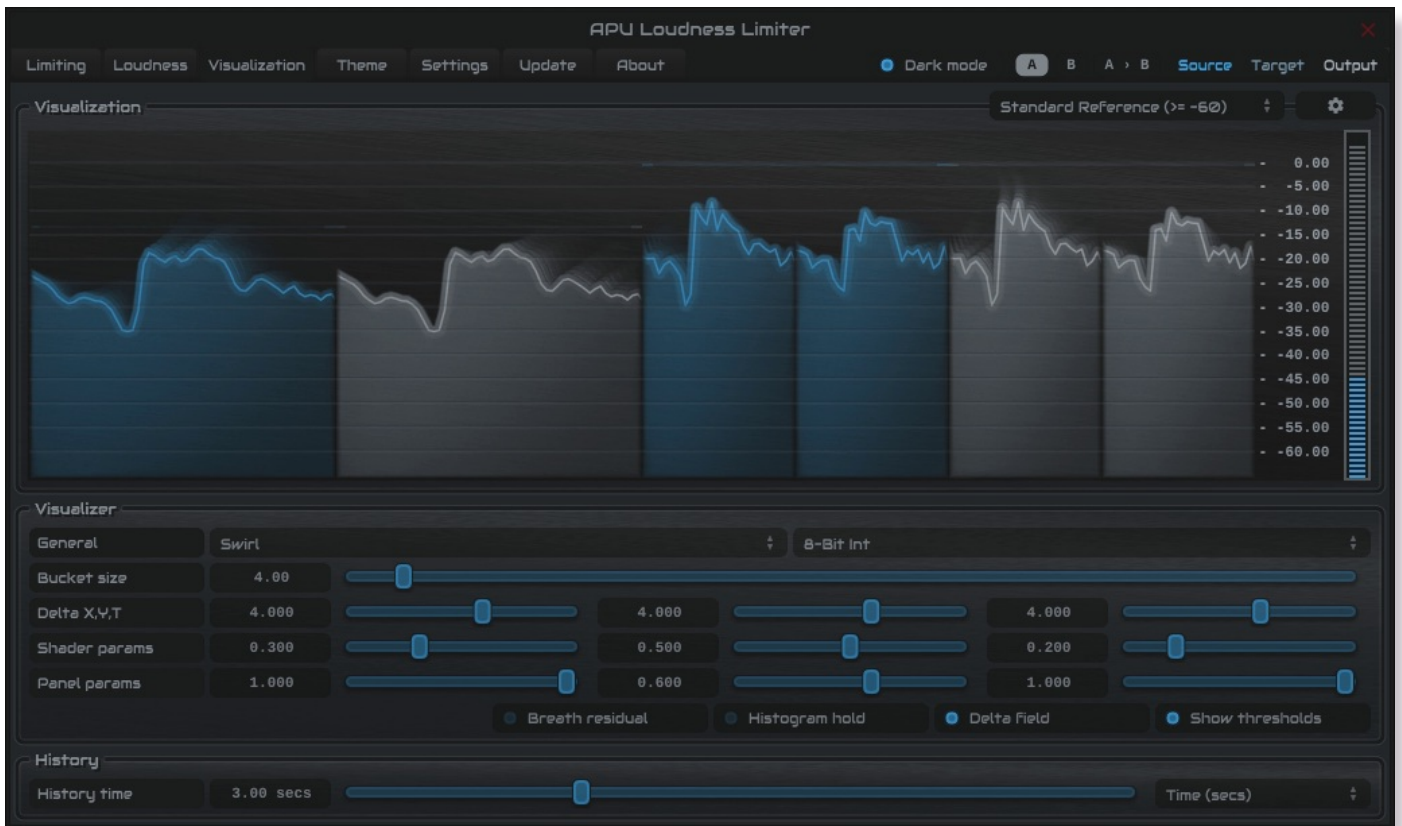 APU Loudness Limiter
Limiting Loudness Visualization Theme Settings Update About Dark mode A B A › B Source Target Output
Visualization Standard Reference (>= -60)
- 0.00
- -5.00
- -10.00
- -15.00
- -20.00
- -25.00
- -30.00
- -35.00
- -40.00
- -45.00
- -50.00
- -55.00
- -60.00
Visualizer
General Swirl 8-Bit Int
Bucket size 4.00
Delta X,Y,T 4.000 4.000 4.000
Shader params 0.300 0.500 0.200
Panel params 1.000 0.600 1.000
Breath residual Histogram hold Delta Field Show thresholds
History
History time 3.00 secs Time (secs)